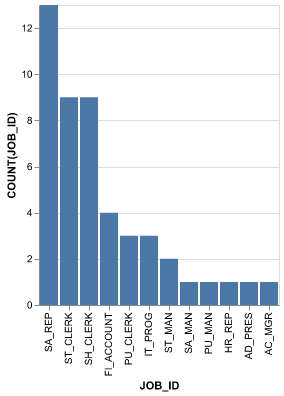 COUNT(JOB_ID)
12
10
8
6
4
2
0
SA_REP
ST_CLERK
SH_CLERK
FI_ACCOUNT
PU_CLERK
IT_PROG
ST_MAN
SA_MAN
PU_MAN
HR_REP
AD_PRES
AC_MGR
JOB_ID